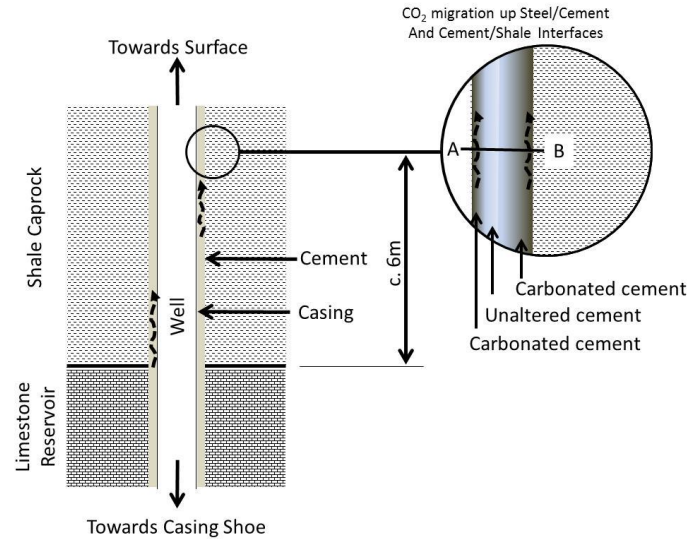 CO2 migration up Steel/Cement
And Cement/Shale Interfaces
Towards Surface
A
B
Shale Caprock
Cement
c. 6m
Well
Casing
Carbonated cement
Unaltered cement
Carbonated cement
Limestone
Reservoir
Towards Casing Shoe